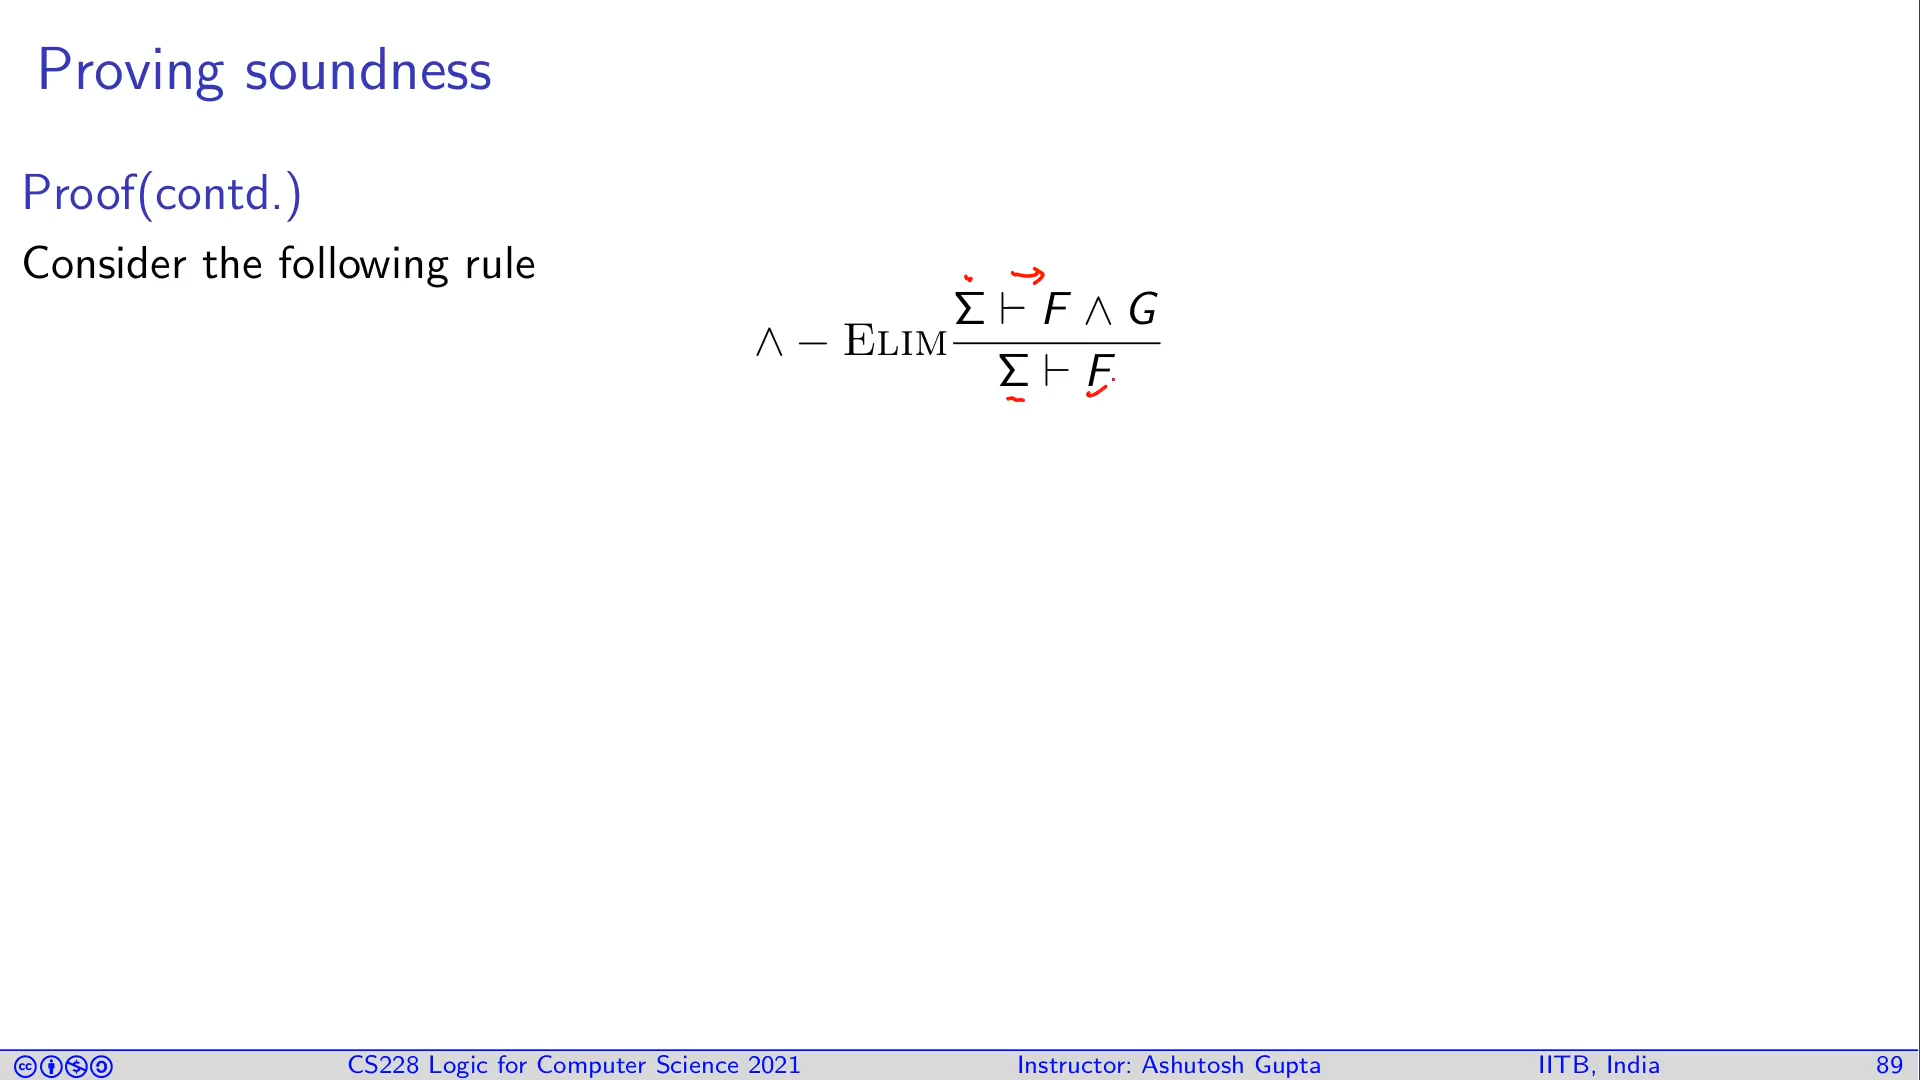 Proving soundness
Proof(contd.)
Consider the following rule
Σ ⊢ F ∧ G
∧ − ELIM
Σ ⊢ F
CS228 Logic for Computer Science 2021 Instructor: Ashutosh Gupta IITB, India 89